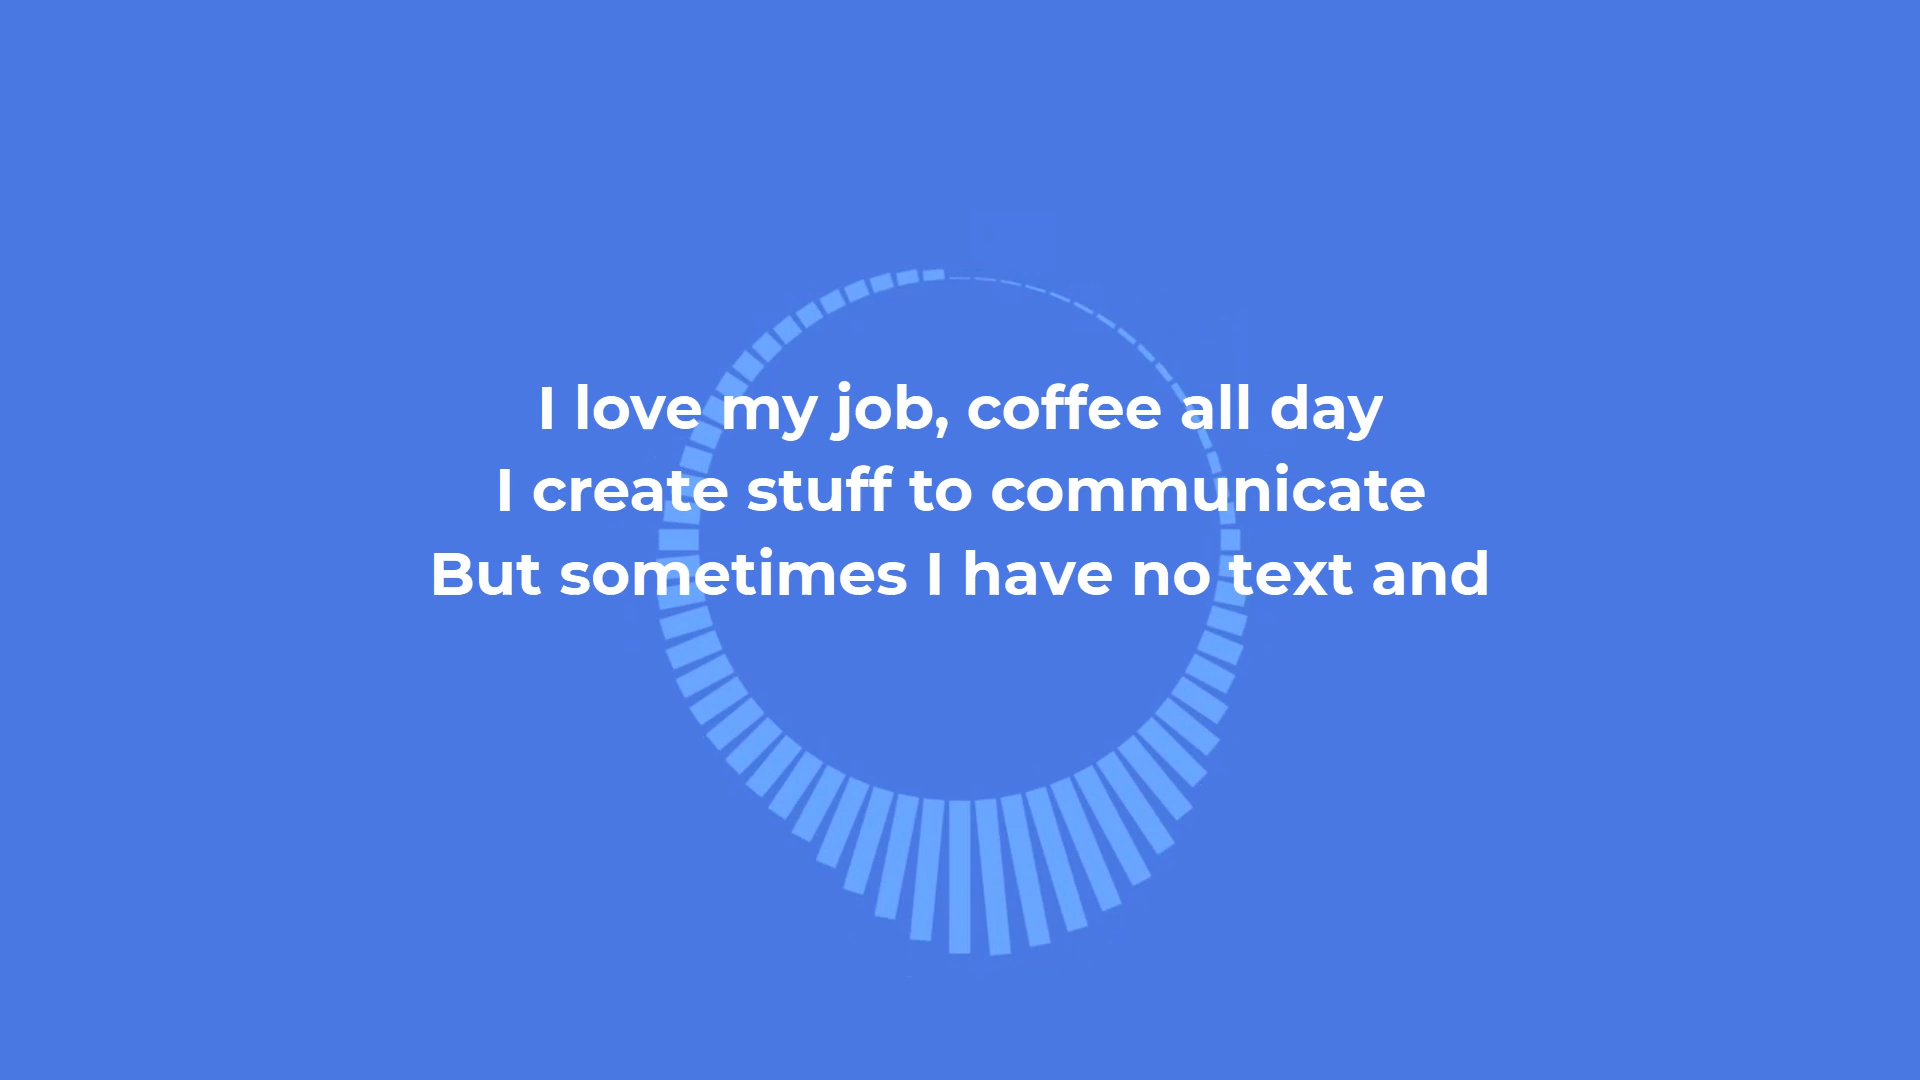 I love my job, coffee all day
I create stuff to communicate
But sometimes I have no text and